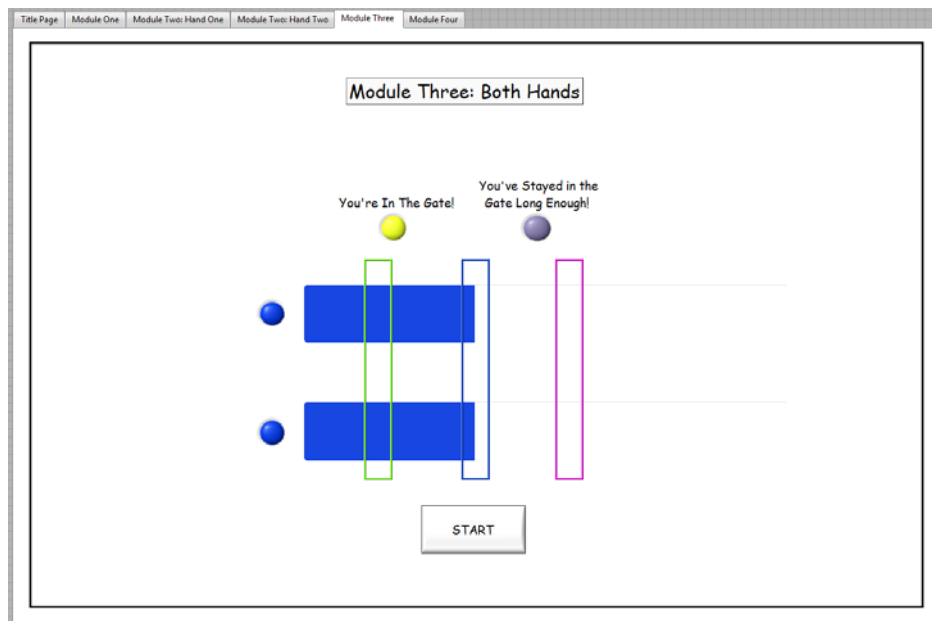 Title Page Module One Module Two: Hand One Module Two: Hand Two Module Three Module Four
Module Three: Both Hands
You're In The Gate!
You've Stayed in the
Gate Long Enough!
START